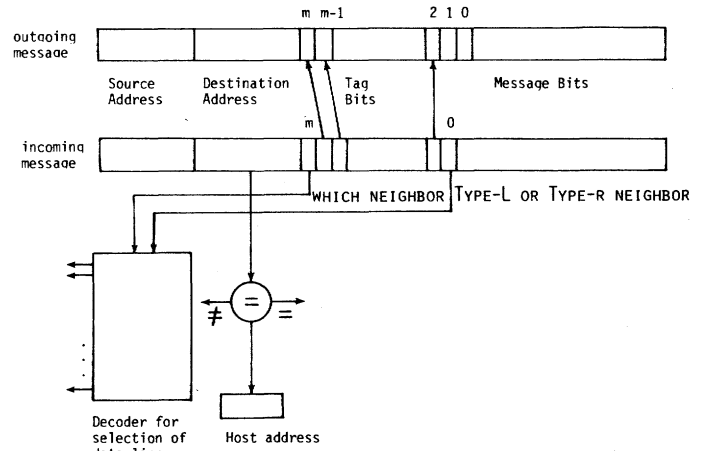 m m-1 2 1 0
outgoing
message
Source
Address
Destination
Address
Tag
Bits
Message Bits
m 0
incoming
message
WHICH NEIGHBOR TYPE-L OR TYPE-R NEIGHBOR
=
≠ =
Decoder for
selection of
Host address